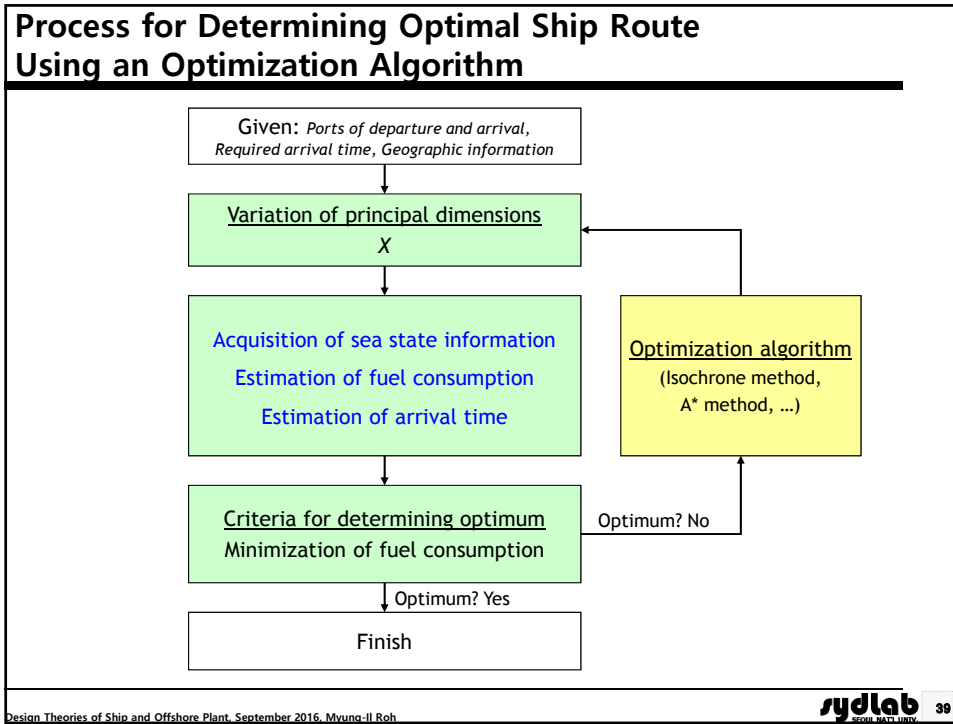 Process for Determining Optimal Ship Route
Using an Optimization Algorithm
Given: Ports of departure and arrival,
Required arrival time, Geographic information
Variation of principal dimensions
X
Acquisition of sea state information
Estimation of fuel consumption
Estimation of arrival time
Optimization algorithm
(Isochrone method,
A* method, …)
Criteria for determining optimum
Minimization of fuel consumption
Optimum? No
Optimum? Yes
Finish
Design Theories of Ship and Offshore Plant, September 2016, Myung-Il Roh
sydlab
SEOUL NAT'L UNIV.
39